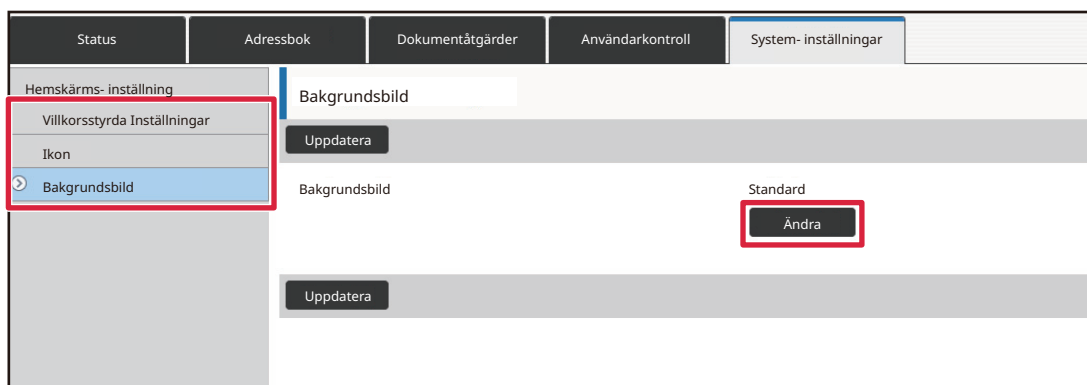 Status
Adressbok
Dokumentåtgärder
Användarkontroll
System- inställningar
Hemskärms- inställning
Villkorsstyrda Inställningar
Ikon
Bakgrundsbild
Bakgrundsbild
Uppdatera
Bakgrundsbild
Standard
Ändra
Uppdatera